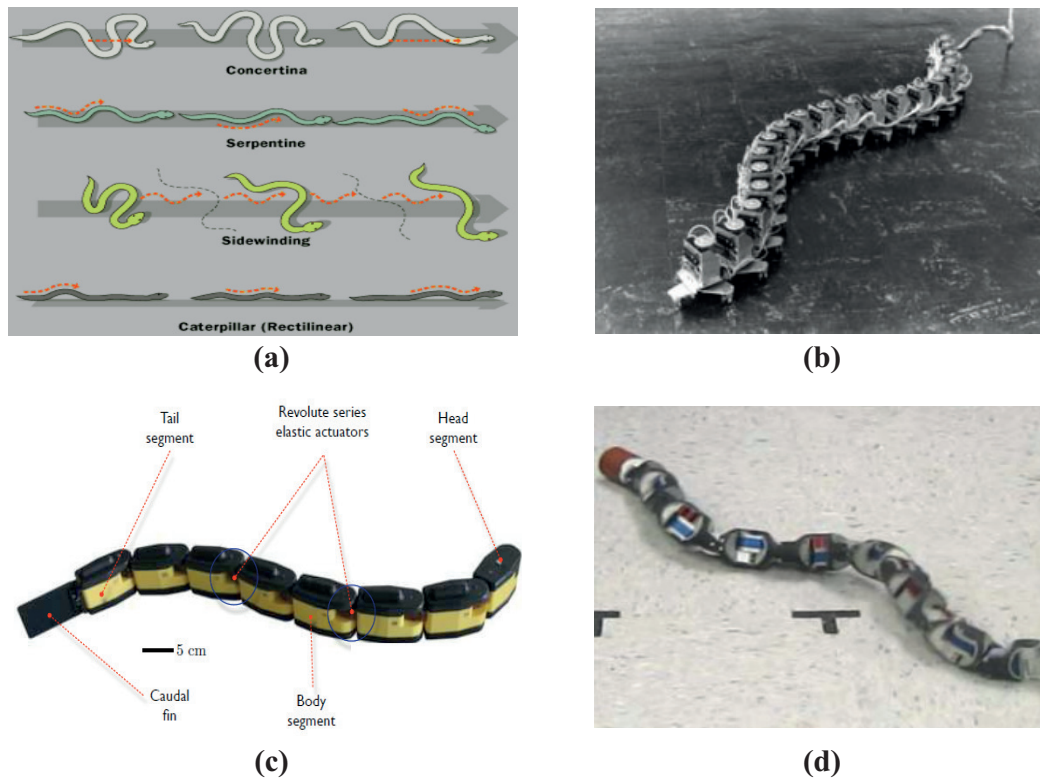 Concertina
Serpentine
Sidewinding
Caterpillar (Rectilinear)
(a)
(b)
Tail
segment
Revolute series
elastic actuators
Head
segment
5 cm
Caudal
fin
Body
segment
(c)
(d)